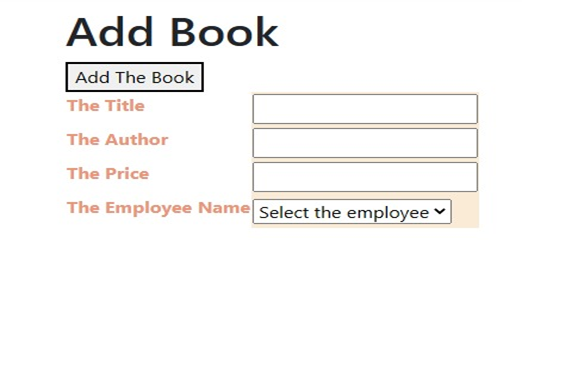 Add Book
Add The Book
The Title
The Author
The Price
The Employee Name Select the employee